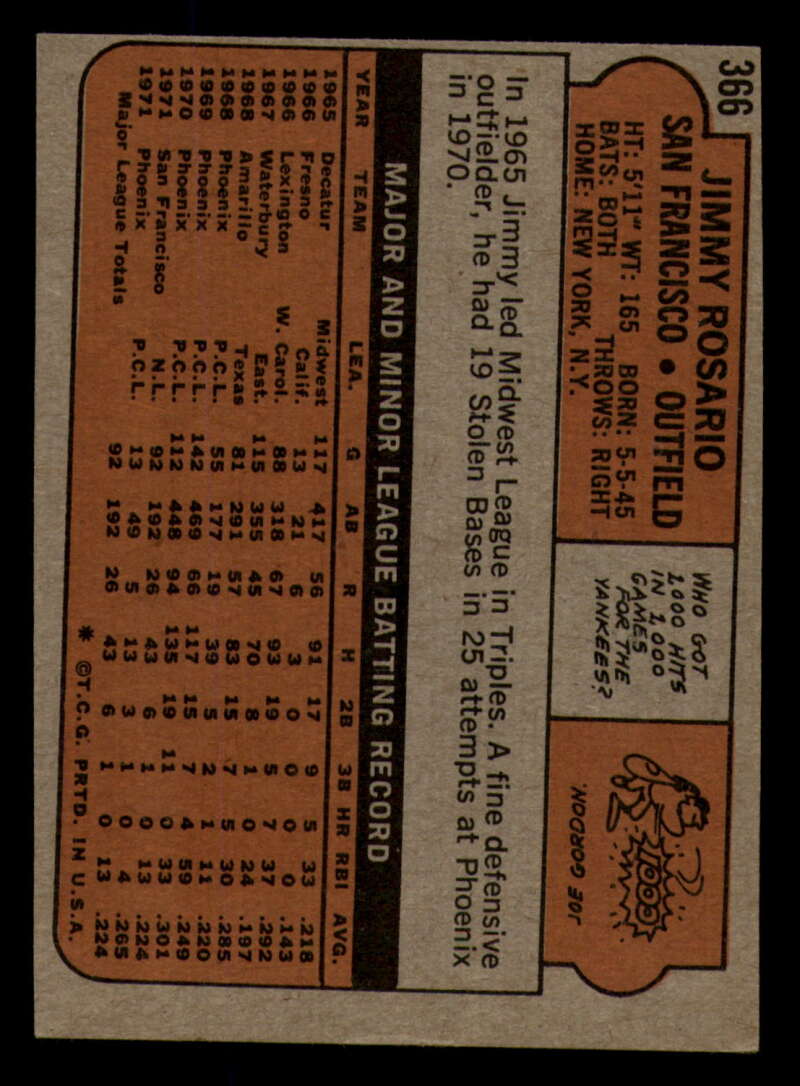 366
JIMMY ROSARIO
SAN FRANCISCO • OUTFIELD
HT: 5'11" WT: 165 BORN: 5-5-45
BATS: BOTH THROWS: RIGHT
HOME: NEW YORK, N.Y.
WHO GOT
1,000 HITS
IN 1,000
GAMES
FOR THE
YANKEES?
1000
JOE GORDON.
In 1965 Jimmy led Midwest League in Triples. A fine defensive
outfielder, he had 19 Stolen Bases in 25 attempts at Phoenix
in 1970.
MAJOR AND MINOR LEAGUE BATTING RECORD
YEAR TEAM LEA. G AB R H 2B 3B HR RBI AVG.
1965 Decatur Midwest 117 417 56 91 17 9 5 33 .218
1966 Fresno Calif. 13 21 6 3 0 0 0 0 .143
1966 Lexington W. Carol. 88 318 67 93 19 5 7 37 .292
1967 Waterbury East. 115 355 45 70 8 1 0 24 .197
1968 Amarillo Texas 81 291 57 83 15 7 5 30 .285
1968 Phoenix P.C.L. 55 177 19 39 5 2 1 11 .220
1969 Phoenix P.C.L. 142 469 66 117 15 7 4 59 .249
1970 Phoenix P.C.L. 112 448 94 135 19 11 0 33 .301
1971 San Francisco N.L. 92 192 26 43 6 1 0 13 .224
1971 Phoenix P.C.L. 13 49 5 13 3 1 0 4 .265
Major League Totals 92 192 26 43 6 1 0 13 .224
* ©T.C.G. PRTD. IN U.S.A.